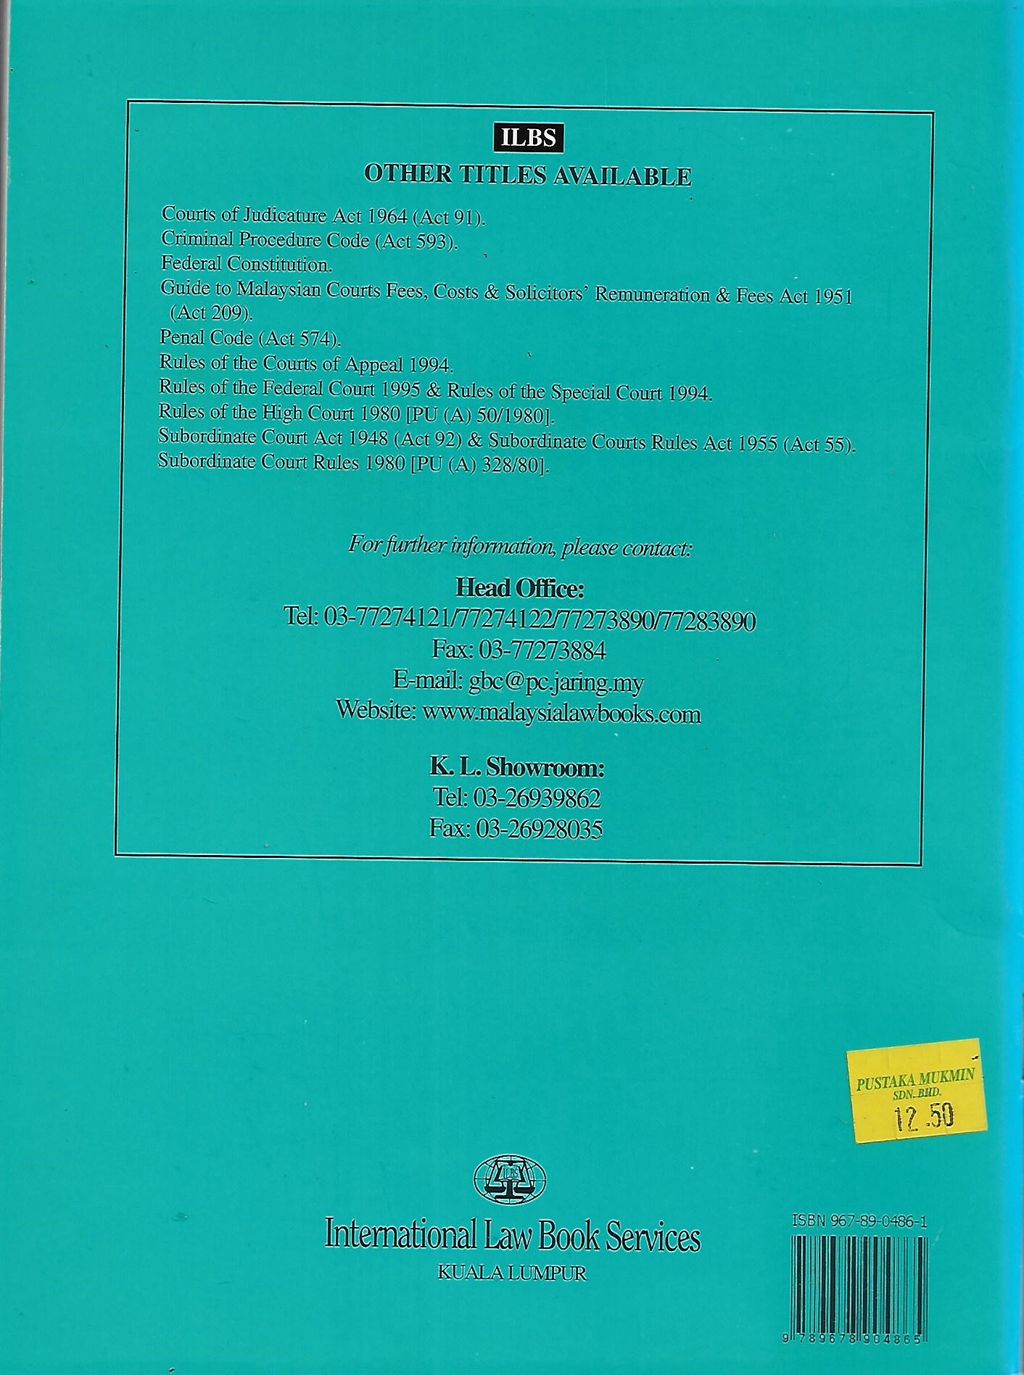 ILBS
OTHER TITLES AVAILABLE
Courts of Judicature Act 1964 (Act 91).
Criminal Procedure Code (Act 593).
Federal Constitution.
Guide to Malaysian Courts Fees, Costs & Solicitors' Remuneration & Fees Act 1951
(Act 209).
Penal Code (Act 574).
Rules of the Courts of Appeal 1994.
Rules of the Federal Court 1995 & Rules of the Special Court 1994.
Rules of the High Court 1980 [PU (A) 50/1980].
Subordinate Court Act 1948 (Act 92) & Subordinate Courts Rules Act 1955 (Act 55).
Subordinate Court Rules 1980 [PU (A) 328/80].
For further information, please contact:
Head Office:
Tel: 03-77274121/77274122/77273890/77283890
Fax: 03-77273884
E-mail: gbc@pc.jaring.my
Website: www.malaysialawbooks.com
K. L. Showroom:
Tel: 03-26939862
Fax: 03-26928035
PUSTAKA MUKMIN
SDN. BHD.
12.50
ILBS
International Law Book Services
KUALA LUMPUR
ISBN 967-89-0486-1
9 789678 904865